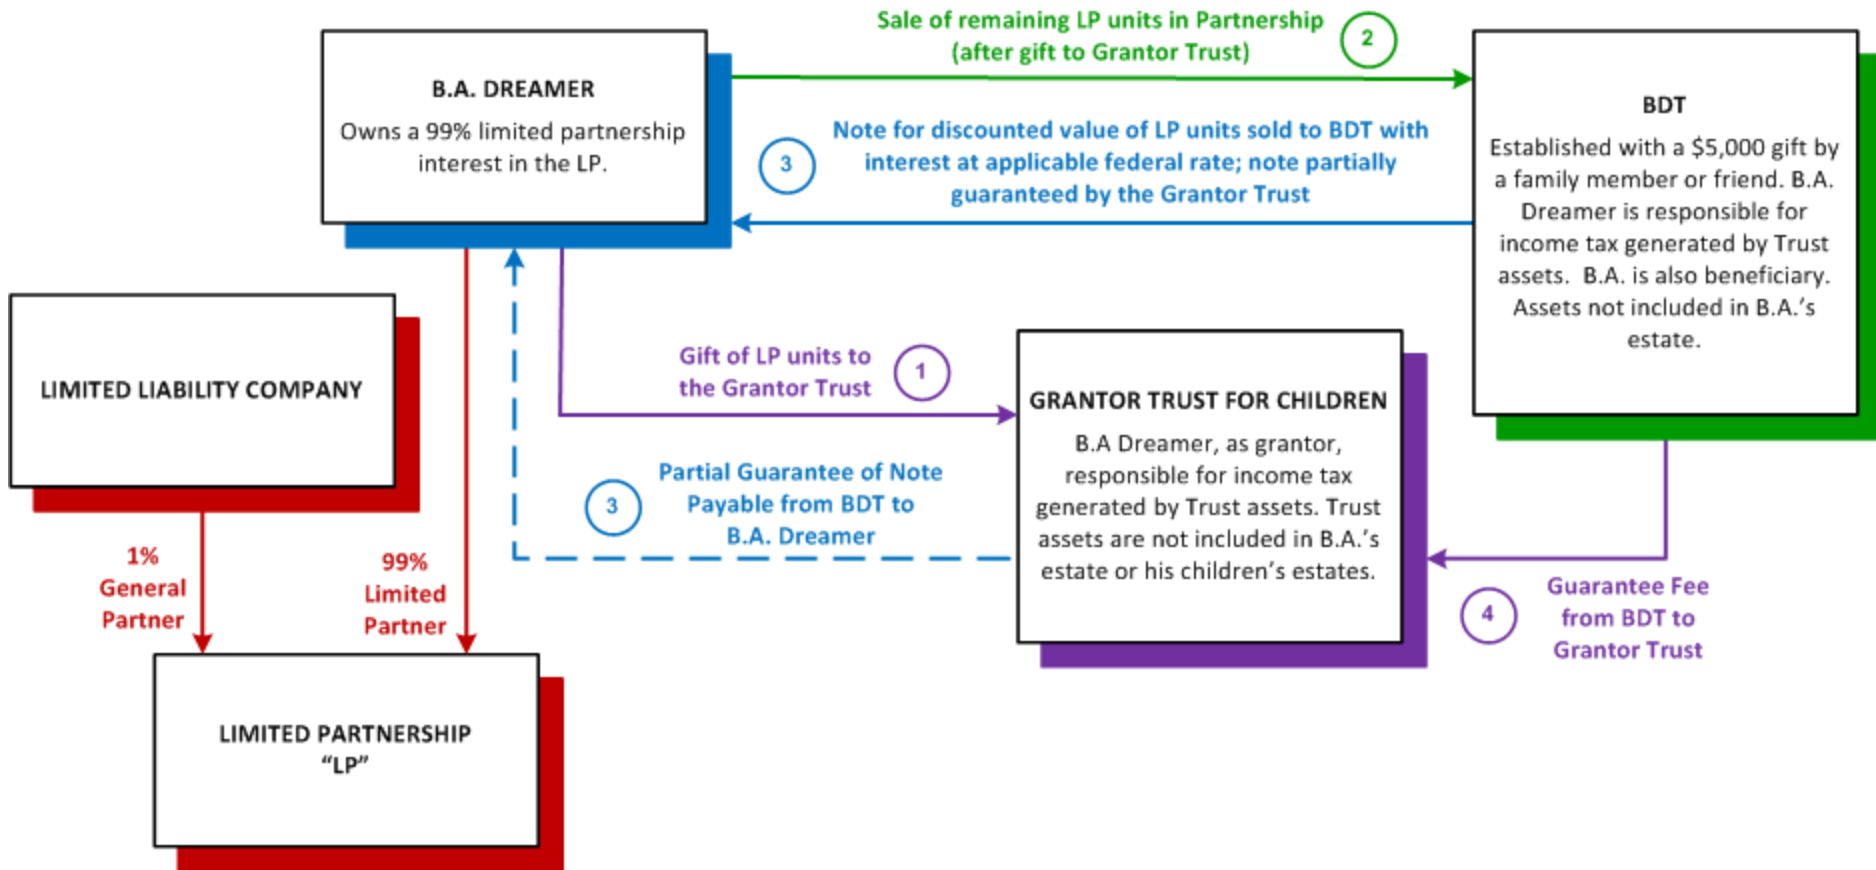 Sale of remaining LP units in Partnership
(after gift to Grantor Trust)
2
B.A. DREAMER
Owns a 99% limited partnership
interest in the LP.
3
Note for discounted value of LP units sold to BDT with
interest at applicable federal rate; note partially
guaranteed by the Grantor Trust
BDT
Established with a $5,000 gift by
a family member or friend. B.A.
Dreamer is responsible for
income tax generated by Trust
assets.  B.A. is also beneficiary.
Assets not included in B.A.'s
estate.
LIMITED LIABILITY COMPANY
Gift of LP units to
the Grantor Trust
1
GRANTOR TRUST FOR CHILDREN
B.A Dreamer, as grantor,
responsible for income tax
generated by Trust assets. Trust
assets are not included in B.A.'s
estate or his children's estates.
3
Partial Guarantee of Note
Payable from BDT to
B.A. Dreamer
1%
General
Partner
99%
Limited
Partner
4
Guarantee Fee
from BDT to
Grantor Trust
LIMITED PARTNERSHIP
“LP”